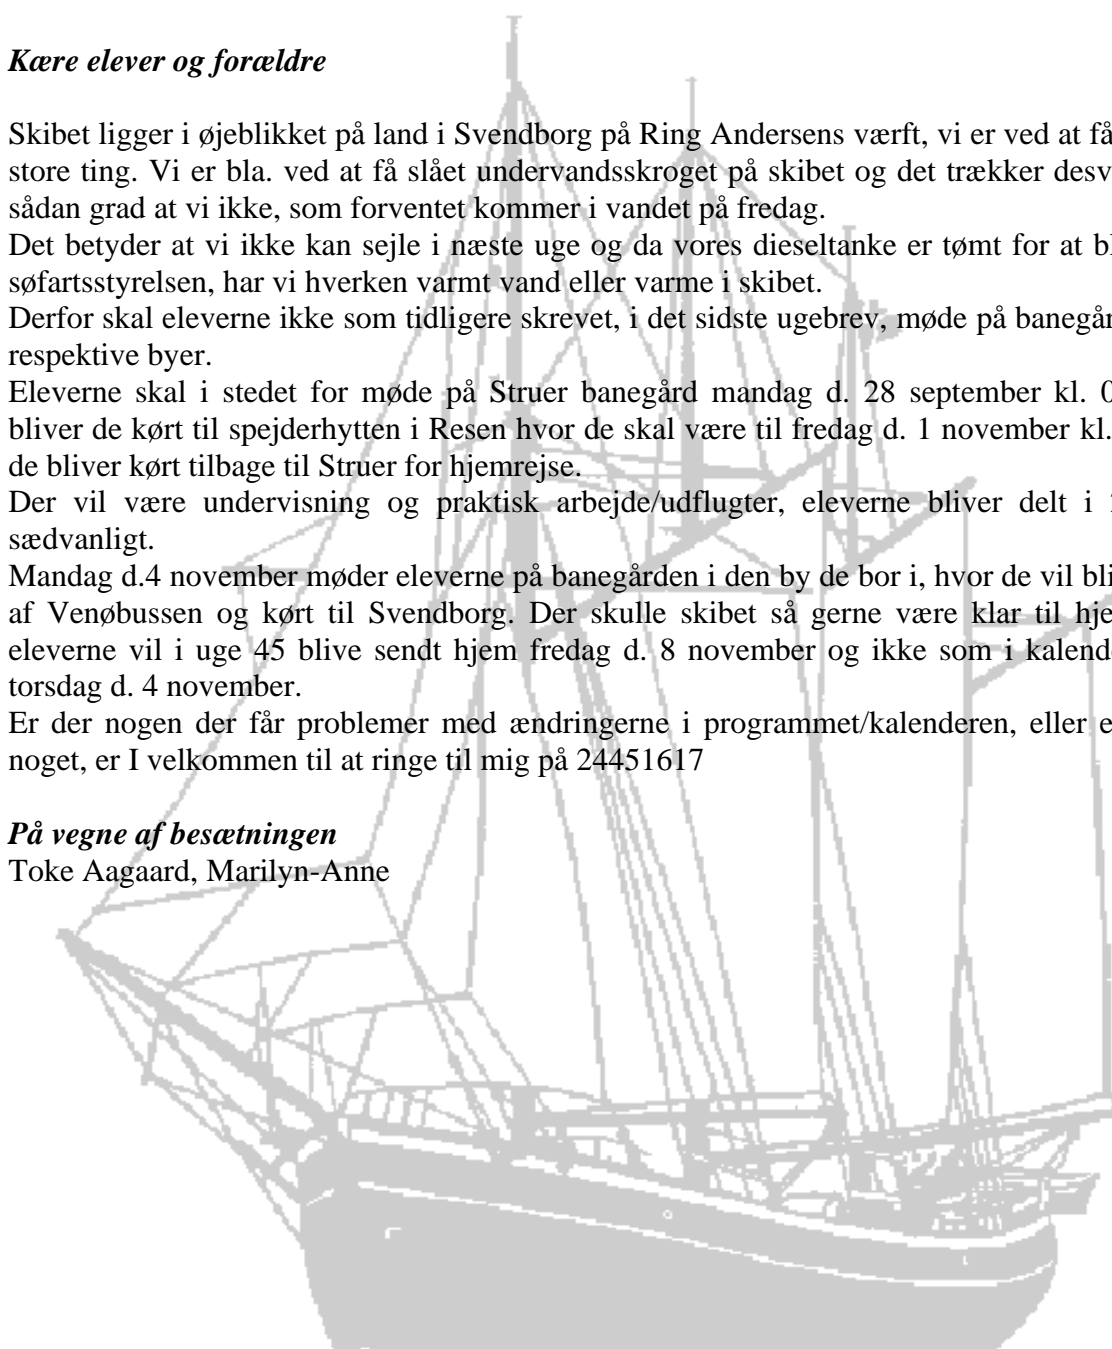 Kære elever og forældre
Skibet ligger i øjeblikket på land i Svendborg på Ring Andersens værft, vi er ved at få
store ting. Vi er bla. ved at få slået undervandsskroget på skibet og det trækker
sådan grad at vi ikke, som forventet kommer i vandet på fredag.
Det betyder at vi ikke kan sejle i næste uge og da vores dieseltanke er tømt for at
søfartsstyrelsen, har vi hverken varmt vand eller varme i skibet.
Derfor skal eleverne ikke som tidligere skrevet, i det sidste ugebrev, møde på
respektive byer.
Eleverne skal i stedet for møde på Struer banegård mandag d. 28 september kl.
bliver de kørt til spejderhytten i Resen hvor de skal være til fredag d. 1 november kl.
de bliver kørt tilbage til Struer for hjemrejse.
Der vil være undervisning og praktisk arbejde/udflugter, eleverne bliver delt i
sædvanligt.
Mandag d.4 november møder eleverne på banegården i den by de bor i, hvor de vil
af Venøbussen og kørt til Svendborg. Der skulle skibet så gerne være klar til
eleverne vil i uge 45 blive sendt hjem fredag d. 8 november og ikke som i
torsdag d. 4 november.
Er der nogen der får problemer med ændringerne i programmet/kalenderen, eller
noget, er I velkommen til at ringe til mig på 24451617
På vegne af besætningen
Toke Aagaard, Marilyn-Anne